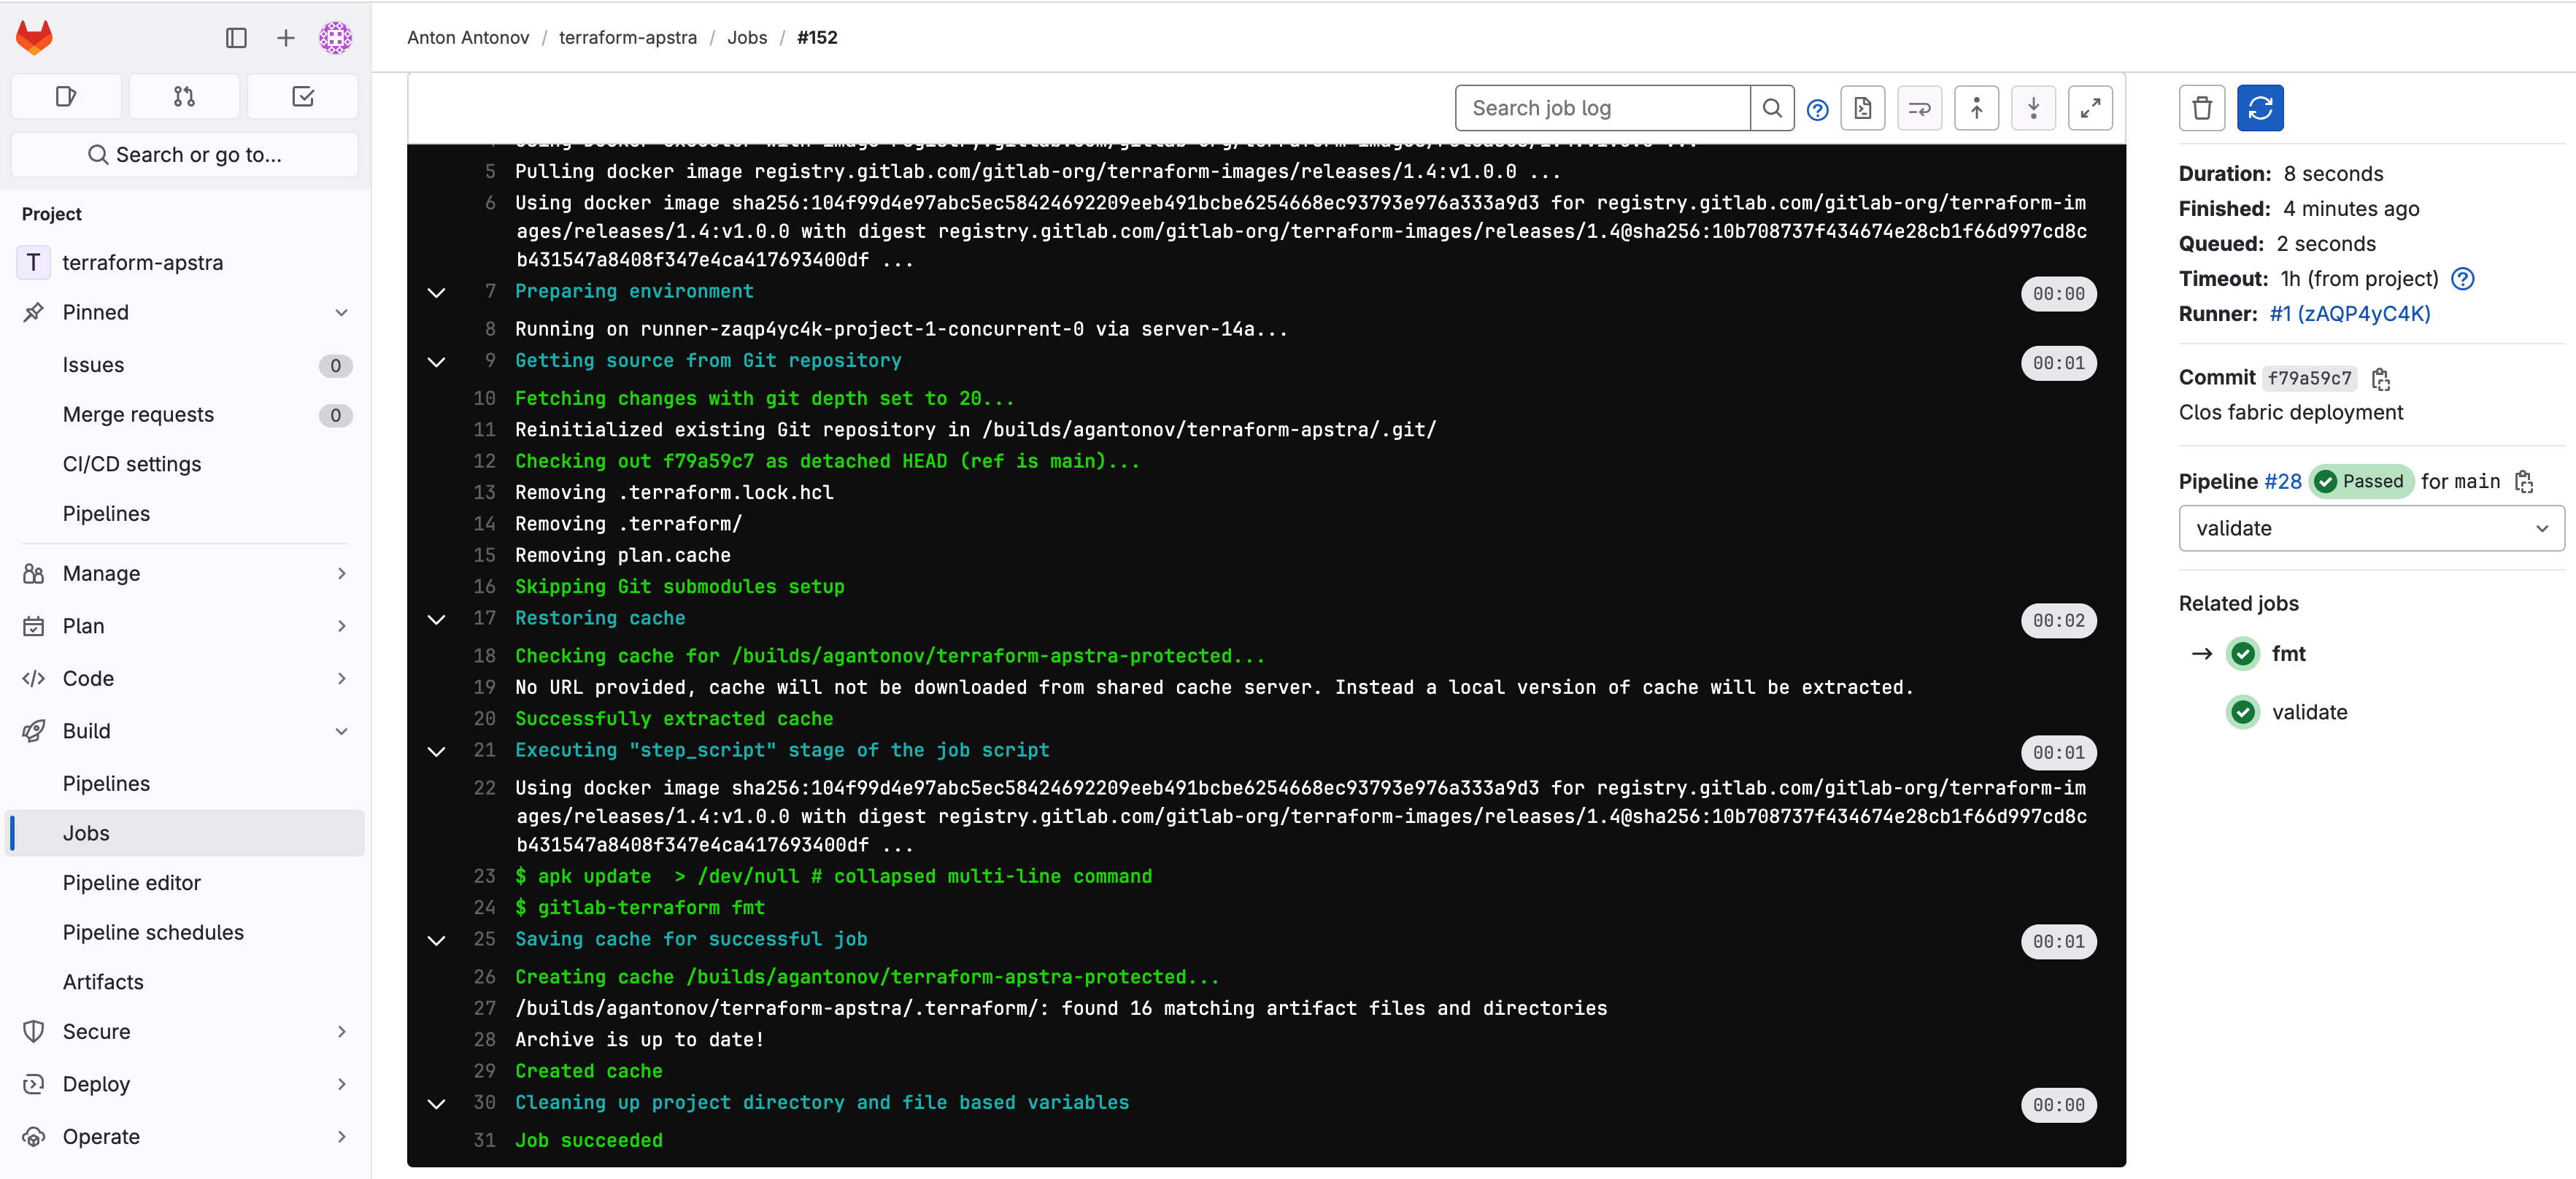 Anton Antonov / terraform-apstra / Jobs / #152
Search or go to...
Project
T terraform-apstra
Pinned
Issues 0
Merge requests 0
CI/CD settings
Pipelines
Manage
Plan
Code
Build
Pipelines
Jobs
Pipeline editor
Pipeline schedules
Artifacts
Secure
Deploy
Operate
Search job log
5 Pulling docker image registry.gitlab.com/gitlab-org/terraform-images/releases/1.4:v1.0.0 ...
6 Using docker image sha256:104f99d4e97abc5ec58424692209eeb491bcbe6254668ec93793e976a333a9d3 for registry.gitlab.com/gitlab-org/terraform-im
ages/releases/1.4:v1.0.0 with digest registry.gitlab.com/gitlab-org/terraform-images/releases/1.4@sha256:10b708737f434674e28cb1f66d997cd8c
b431547a8408f347e4ca417693400df ...
7 Preparing environment 00:00
8 Running on runner-zaqp4yc4k-project-1-concurrent-0 via server-14a...
9 Getting source from Git repository 00:01
10 Fetching changes with git depth set to 20...
11 Reinitialized existing Git repository in /builds/agantonov/terraform-apstra/.git/
12 Checking out f79a59c7 as detached HEAD (ref is main)...
13 Removing .terraform.lock.hcl
14 Removing .terraform/
15 Removing plan.cache
16 Skipping Git submodules setup
17 Restoring cache 00:02
18 Checking cache for /builds/agantonov/terraform-apstra-protected...
19 No URL provided, cache will not be downloaded from shared cache server. Instead a local version of cache will be extracted.
20 Successfully extracted cache
21 Executing "step_script" stage of the job script 00:01
22 Using docker image sha256:104f99d4e97abc5ec58424692209eeb491bcbe6254668ec93793e976a333a9d3 for registry.gitlab.com/gitlab-org/terraform-im
ages/releases/1.4:v1.0.0 with digest registry.gitlab.com/gitlab-org/terraform-images/releases/1.4@sha256:10b708737f434674e28cb1f66d997cd8c
b431547a8408f347e4ca417693400df ...
23 $ apk update  > /dev/null # collapsed multi-line command
24 $ gitlab-terraform fmt
25 Saving cache for successful job 00:01
26 Creating cache /builds/agantonov/terraform-apstra-protected...
27 /builds/agantonov/terraform-apstra/.terraform/: found 16 matching artifact files and directories
28 Archive is up to date!
29 Created cache
30 Cleaning up project directory and file based variables 00:00
31 Job succeeded
Duration: 8 seconds
Finished: 4 minutes ago
Queued: 2 seconds
Timeout: 1h (from project)
Runner: #1 (zAQP4yC4K)
Commit f79a59c7
Clos fabric deployment
Pipeline #28 Passed for main
validate
Related jobs
fmt
validate